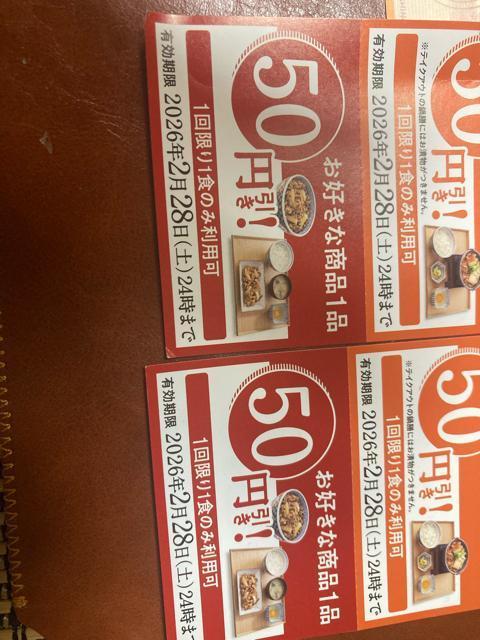 お好きな商品1品
50
円引き!
1回限り1食のみ利用可
有効期限 2026年2月28日(土)24時まで
50
円引き!
※テイクアウトの鍋膳にはお漬物がつきません。
1回限り1食のみ利用可
有効期限 2026年2月28日(土)24時まで
お好きな商品1品
50
円引き!
1回限り1食のみ利用可
有効期限 2026年2月28日(土)24時まで
50
円引き!
※テイクアウトの鍋膳にはお漬物がつきません。
1回限り1食のみ利用可
有効期限 2026年2月28日(土)24時まで